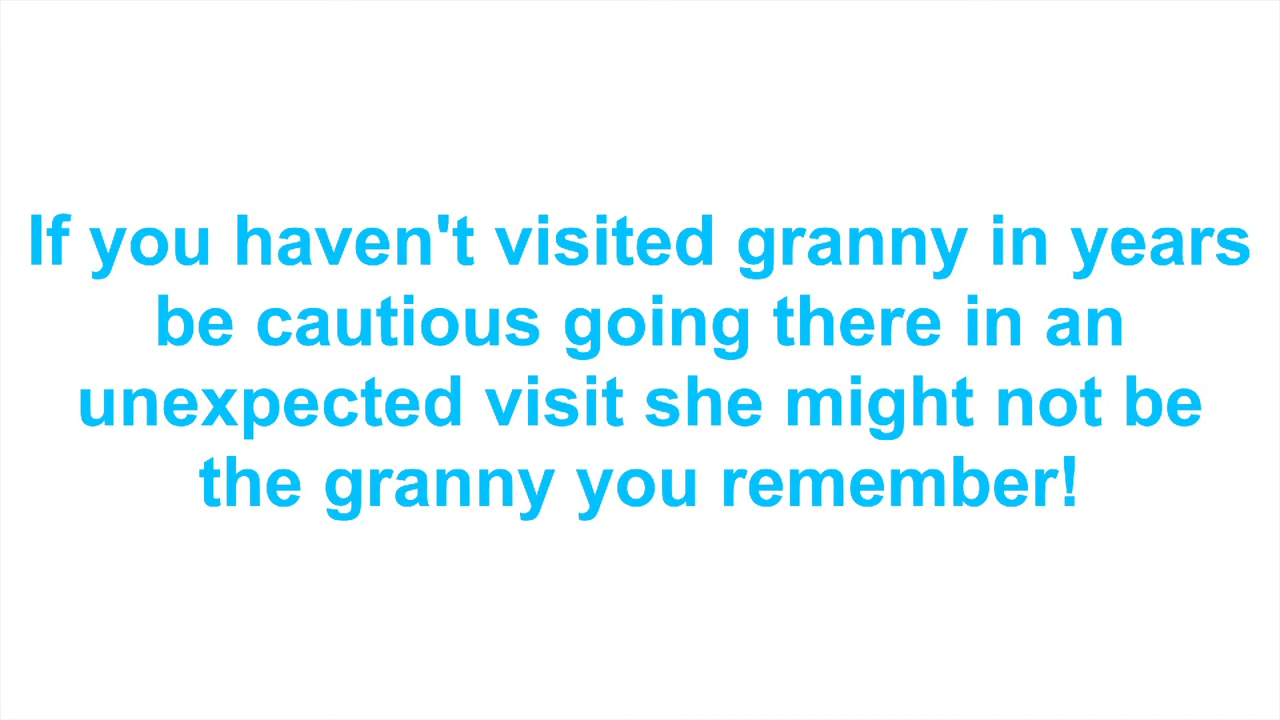 If you haven't visited granny in years
be cautious going there in an
unexpected visit she might not be
the granny you remember!